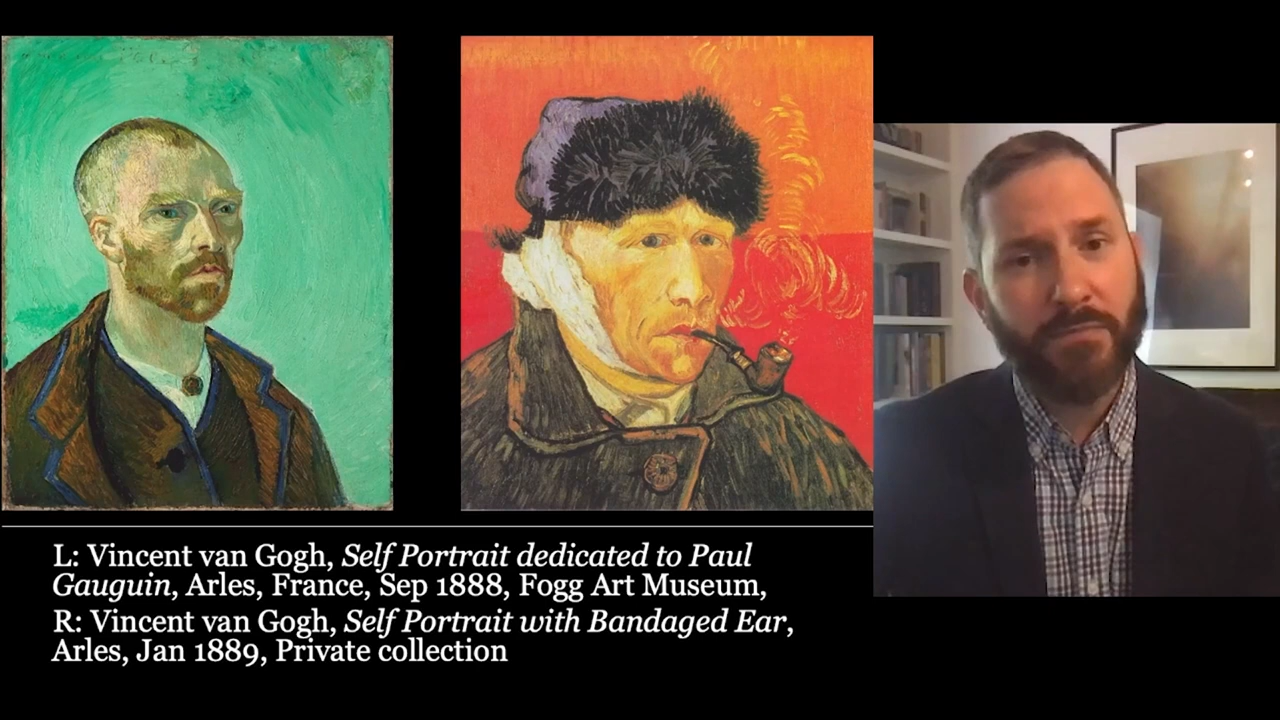 L: Vincent van Gogh, Self Portrait dedicated to Paul
Gauguin, Arles, France, Sep 1888, Fogg Art Museum,
R: Vincent van Gogh, Self Portrait with Bandaged Ear,
Arles, Jan 1889, Private collection